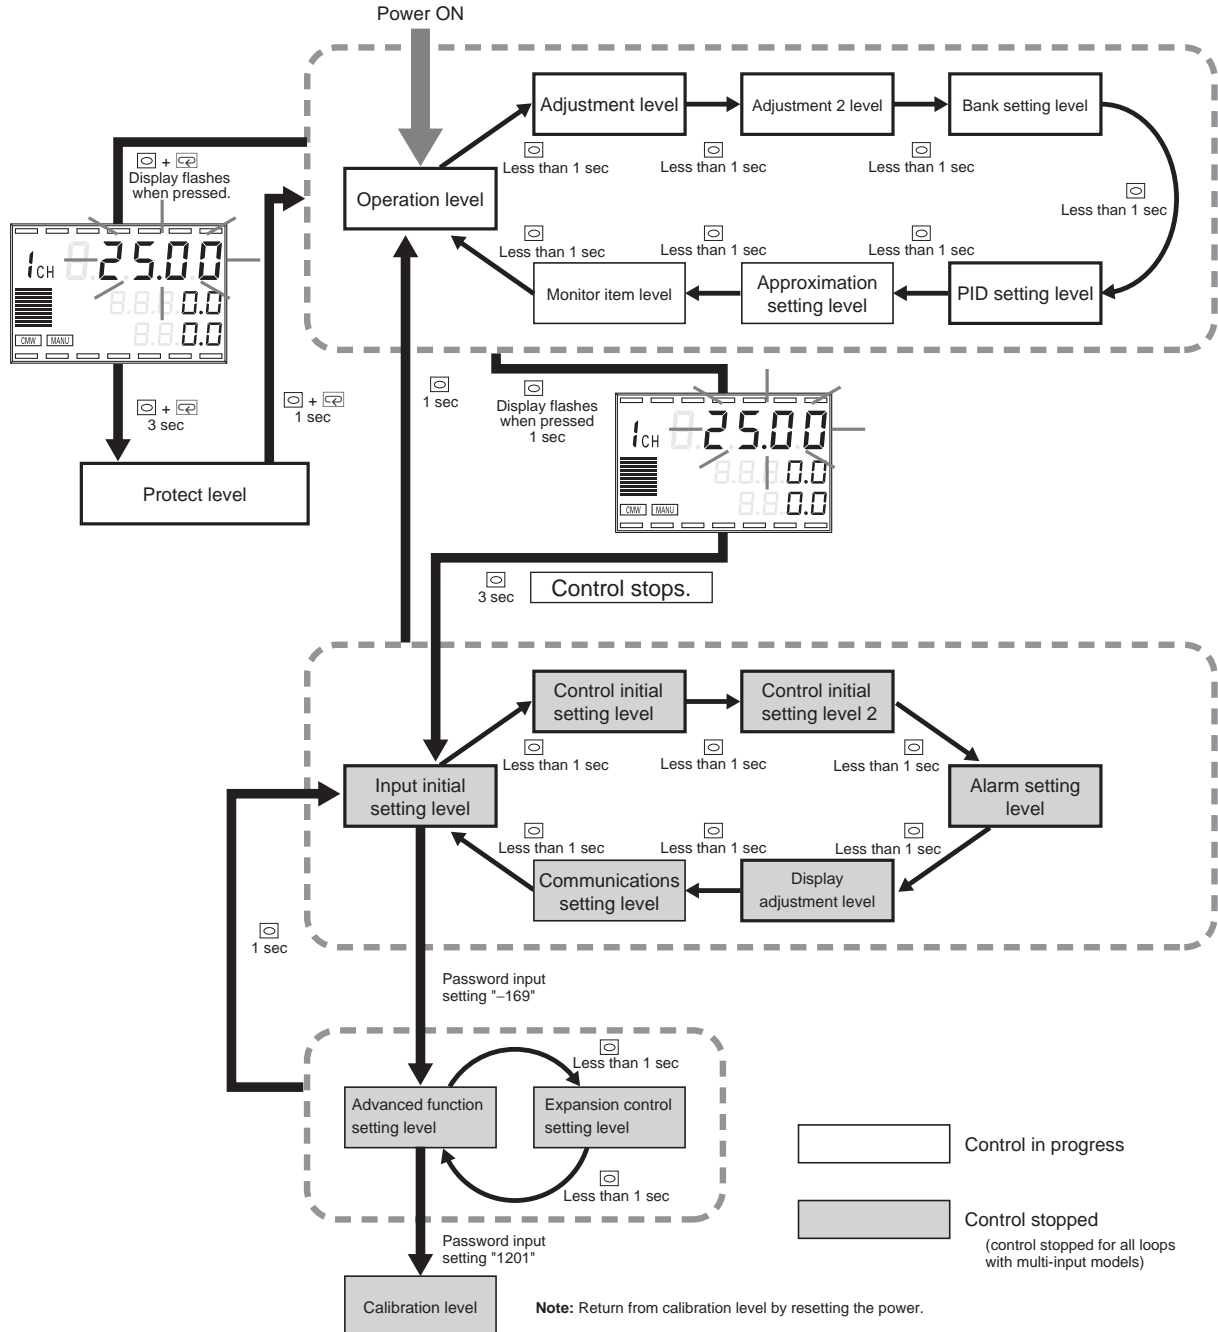 Power ON
Adjustment level
Adjustment 2 level
Bank setting level
Less than 1 sec
Less than 1 sec
Less than 1 sec
+
Display flashes
when pressed.
Operation level
Less than 1 sec
Less than 1 sec
Less than 1 sec
Less than 1 sec
1CH 25.00
0.0
0.0
CMW MANU
Monitor item level
Approximation
setting level
PID setting level
+
3 sec
+
1 sec
1 sec
Display flashes
when pressed
1 sec
1CH 25.00
0.0
0.0
CMW MANU
Protect level
3 sec
Control stops.
Control initial
setting level
Control initial
setting level 2
Less than 1 sec
Less than 1 sec
Less than 1 sec
Input initial
setting level
Alarm setting
level
Less than 1 sec
Less than 1 sec
Less than 1 sec
Communications
setting level
Display
adjustment level
1 sec
Password input
setting "–169"
Less than 1 sec
Advanced function
setting level
Expansion control
setting level
Less than 1 sec
Control in progress
Control stopped
(control stopped for all loops
with multi-input models)
Password input
setting "1201"
Calibration level
Note: Return from calibration level by resetting the power.